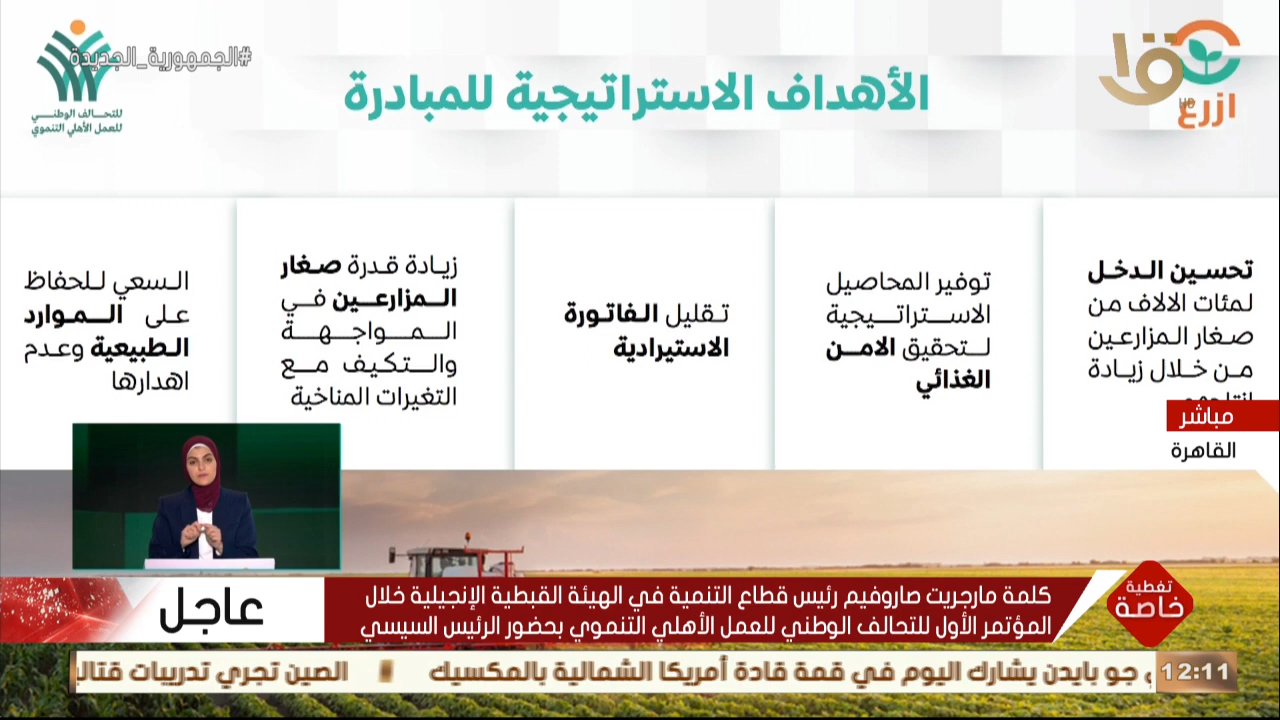 #الجمهورية_الجديدة
للتحالف الوطني
للعمل الأهلي التنموي
الأهداف الاستراتيجية للمبادرة
HD
ازرع
تحسين الدخل
لمئات الالاف من
صغار المزارعين
من خلال زيادة
توفير المحاصيل
الاستراتيجية
لتحقيق الامن
الغذائي
تقليل الفاتورة
الاستيرادية
زيادة قدرة صغار
المزارعين في
المواجهة
والتكيف مع
التغيرات المناخية
السعي للحفاظ
على الموارد
الطبيعية وعدم
اهدارها
مباشر
القاهرة
تغطية
خاصة
كلمة مارجريت صاروفيم رئيس قطاع التنمية في الهيئة القبطية الإنجيلية خلال
المؤتمر الأول للتحالف الوطني للعمل الأهلي التنموي بحضور الرئيس السيسي
عاجل
12:11
جو بايدن يشارك اليوم في قمة قادة أمريكا الشمالية بالمكسيك
الصين تجري تدريبات